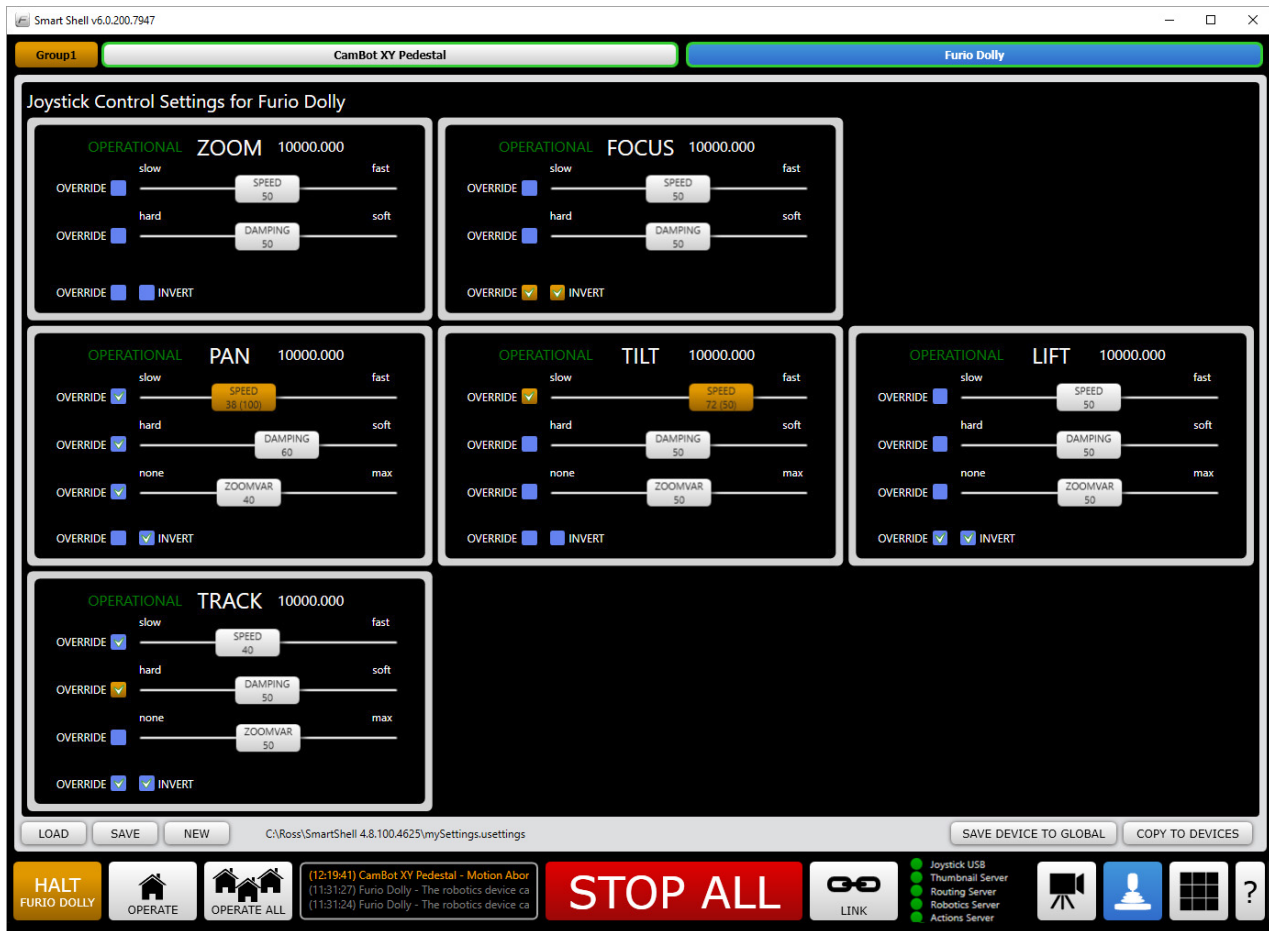 Smart Shell v6.0.200.7947
Group1 CamBot XY Pedestal Furio Dolly
Joystick Control Settings for Furio Dolly
OPERATIONAL ZOOM 10000.000
slow fast
OVERRIDE SPEED
50
hard soft
OVERRIDE DAMPING
50
OVERRIDE INVERT
OPERATIONAL FOCUS 10000.000
slow fast
OVERRIDE SPEED
50
hard soft
OVERRIDE DAMPING
50
OVERRIDE INVERT
OPERATIONAL PAN 10000.000
slow fast
OVERRIDE SPEED
38 (100)
hard soft
OVERRIDE DAMPING
60
none max
OVERRIDE ZOOMVAR
40
OVERRIDE INVERT
OPERATIONAL TILT 10000.000
slow fast
OVERRIDE SPEED
72 (50)
hard soft
OVERRIDE DAMPING
50
none max
OVERRIDE ZOOMVAR
50
OVERRIDE INVERT
OPERATIONAL LIFT 10000.000
slow fast
OVERRIDE SPEED
50
hard soft
OVERRIDE DAMPING
50
none max
OVERRIDE ZOOMVAR
50
OVERRIDE INVERT
OPERATIONAL TRACK 10000.000
slow fast
OVERRIDE SPEED
40
hard soft
OVERRIDE DAMPING
50
none max
OVERRIDE ZOOMVAR
50
OVERRIDE INVERT
LOAD SAVE NEW C:\Ross\SmartShell 4.8.100.4625\mySettings.usettings SAVE DEVICE TO GLOBAL COPY TO DEVICES
HALT
FURIO DOLLY
OPERATE
OPERATE ALL
(12:19:41) CamBot XY Pedestal - Motion Abor
(11:31:27) Furio Dolly - The robotics device ca
(11:31:24) Furio Dolly - The robotics device ca
STOP ALL
LINK
Joystick USB
Thumbnail Server
Routing Server
Robotics Server
Actions Server
?